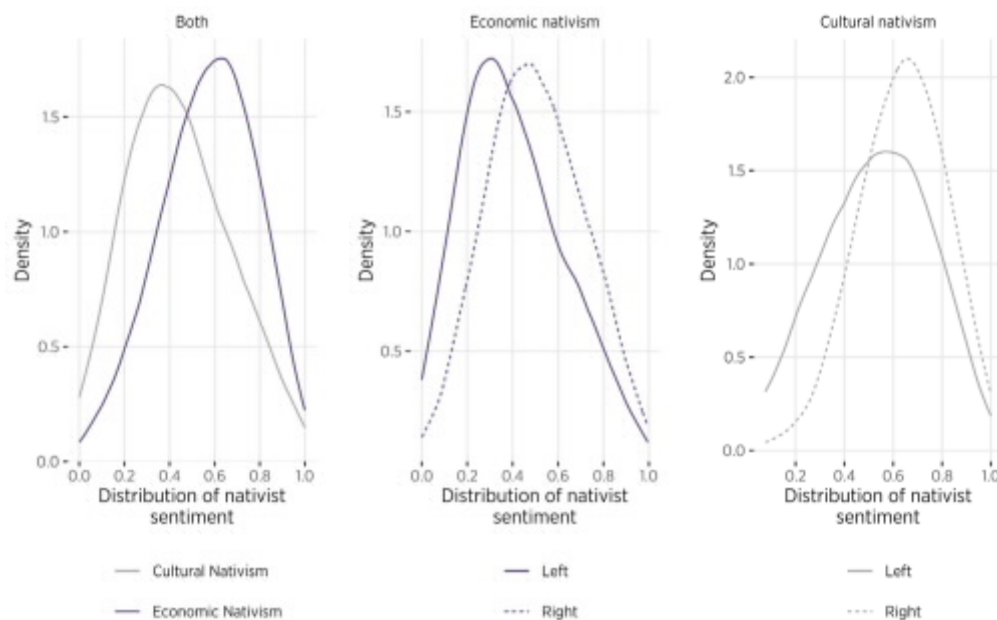 Both
Economic nativism
Cultural nativism
Density
1.5
1.0
0.5
0.0
0.0 0.2 0.4 0.6 0.8 1.0
Distribution of nativist
sentiment
Cultural Nativism
Economic Nativism
Density
1.5
1.0
0.5
0.0 0.2 0.4 0.6 0.8 1.0
Distribution of nativist
sentiment
Left
Right
Density
2.0
1.5
1.0
0.5
0.0
0.2 0.4 0.6 0.8 1.0
Distribution of nativist
sentiment
Left
Right